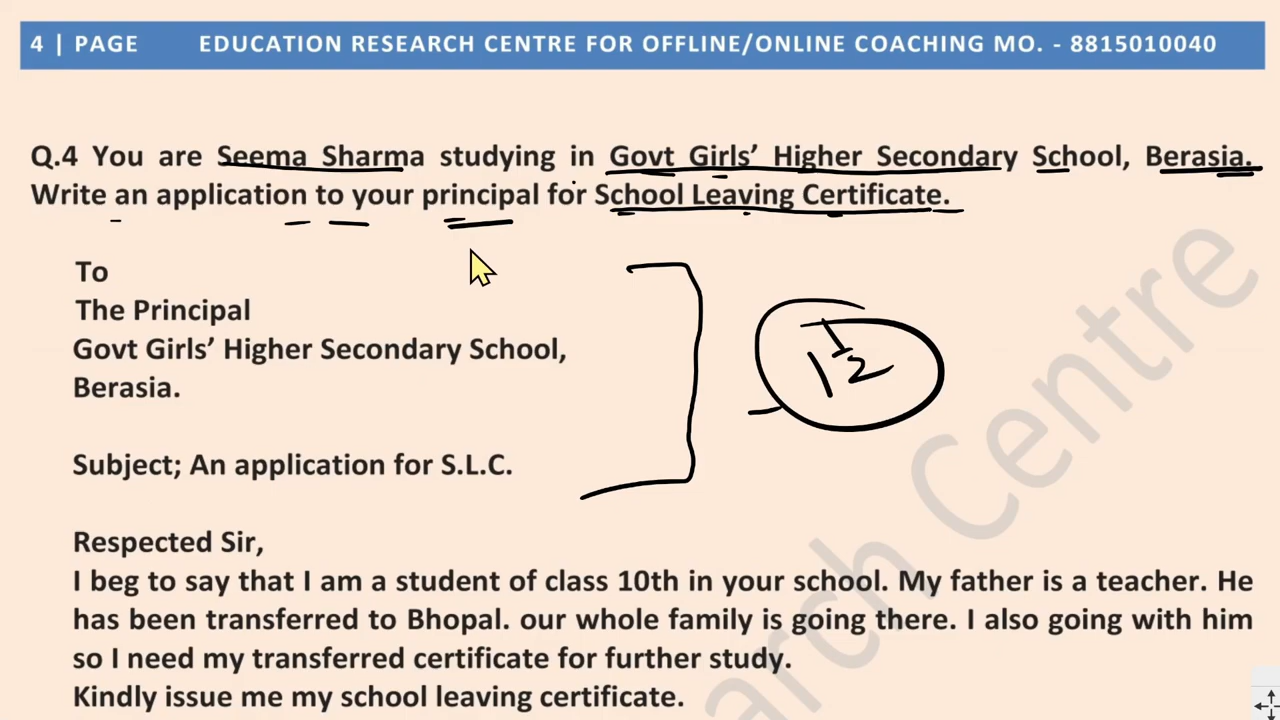 4 | PAGE EDUCATION RESEARCH CENTRE FOR OFFLINE/ONLINE COACHING MO. - 8815010040
Q.4 You are Seema Sharma studying in Govt Girls’ Higher Secondary School, Berasia.
Write an application to your principal for School Leaving Certificate.
To
The Principal
Govt Girls’ Higher Secondary School,
Berasia.
12
Subject; An application for S.L.C.
Respected Sir,
I beg to say that I am a student of class 10th in your school. My father is a teacher. He
has been transferred to Bhopal. our whole family is going there. I also going with him
so I need my transferred certificate for further study.
Kindly issue me my school leaving certificate.
arch Centre